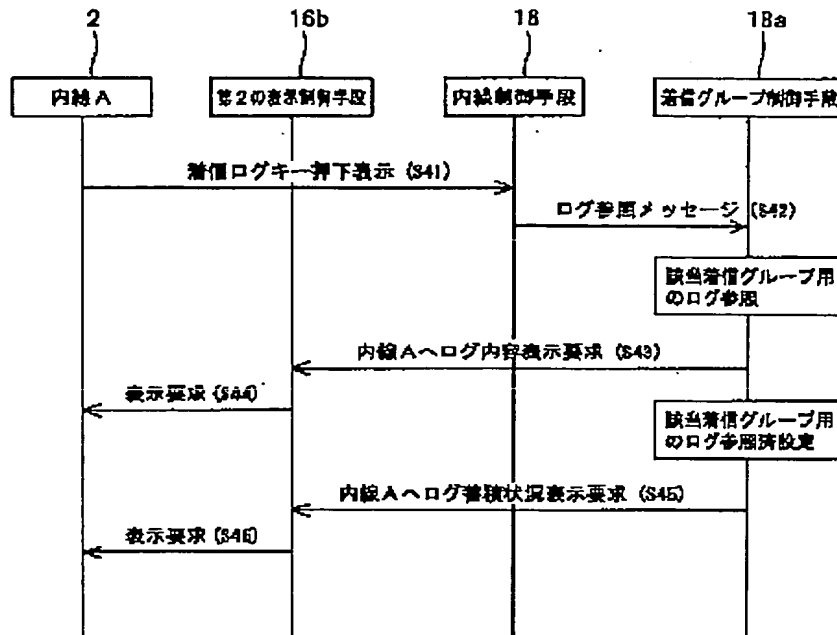 2
16b
18
18a
内線A
第2の表示制御手段
内線制御手段
着信グループ制御手段
着信ログキー押下表示 (S41)
ログ参照メッセージ (S42)
該当着信グループ用
のログ参照
内線Aへログ内容表示要求 (S43)
表示要求 (S44)
該当着信グループ用
のログ参照済設定
内線Aへログ蓄積状況表示要求 (S45)
表示要求 (S46)